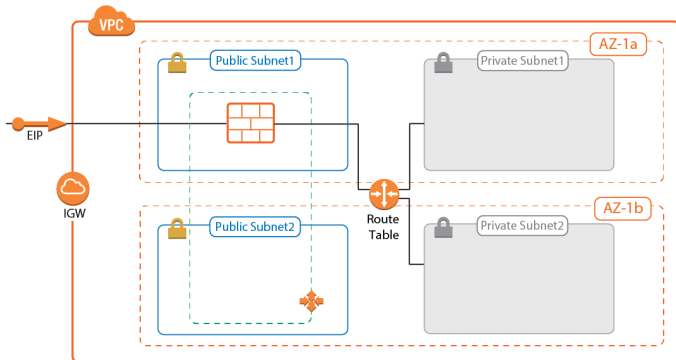 VPC
AZ-1a
Public Subnet1
Private Subnet1
EIP
IGW
Route
Table
AZ-1b
Public Subnet2
Private Subnet2